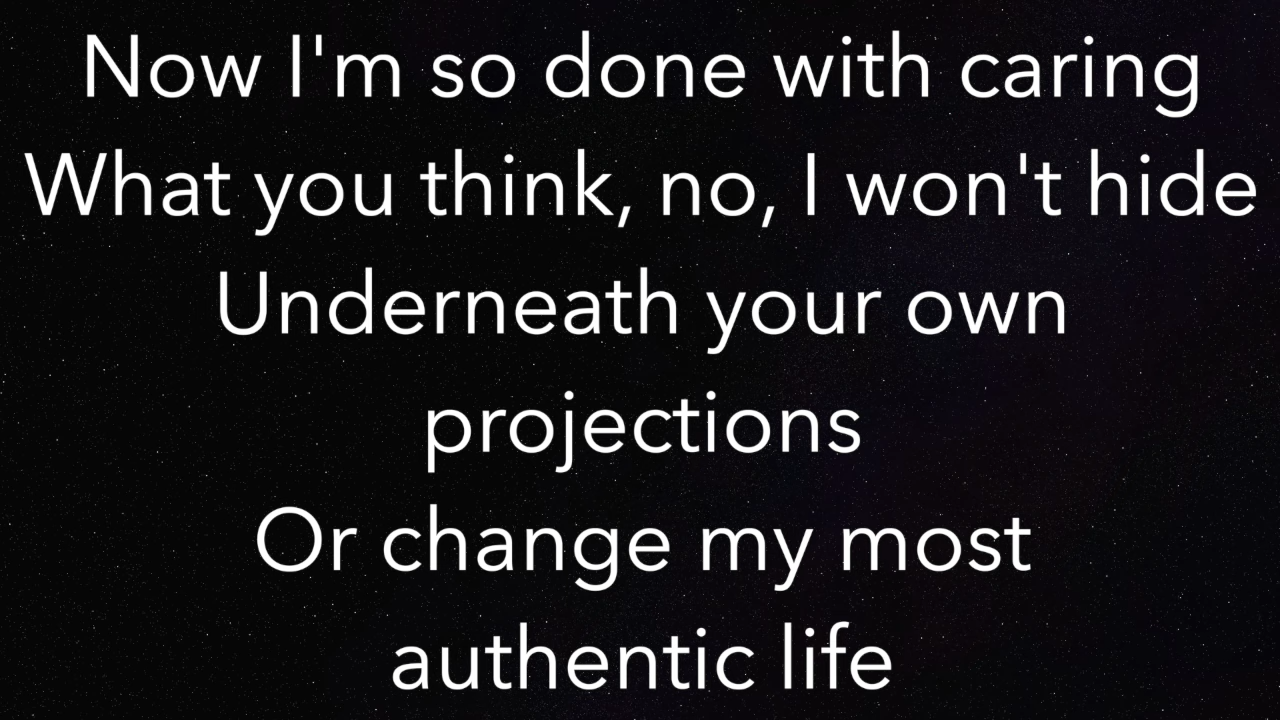 Now I'm so done with caring
What you think, no, I won't hide
Underneath your own
projections
Or change my most
authentic life